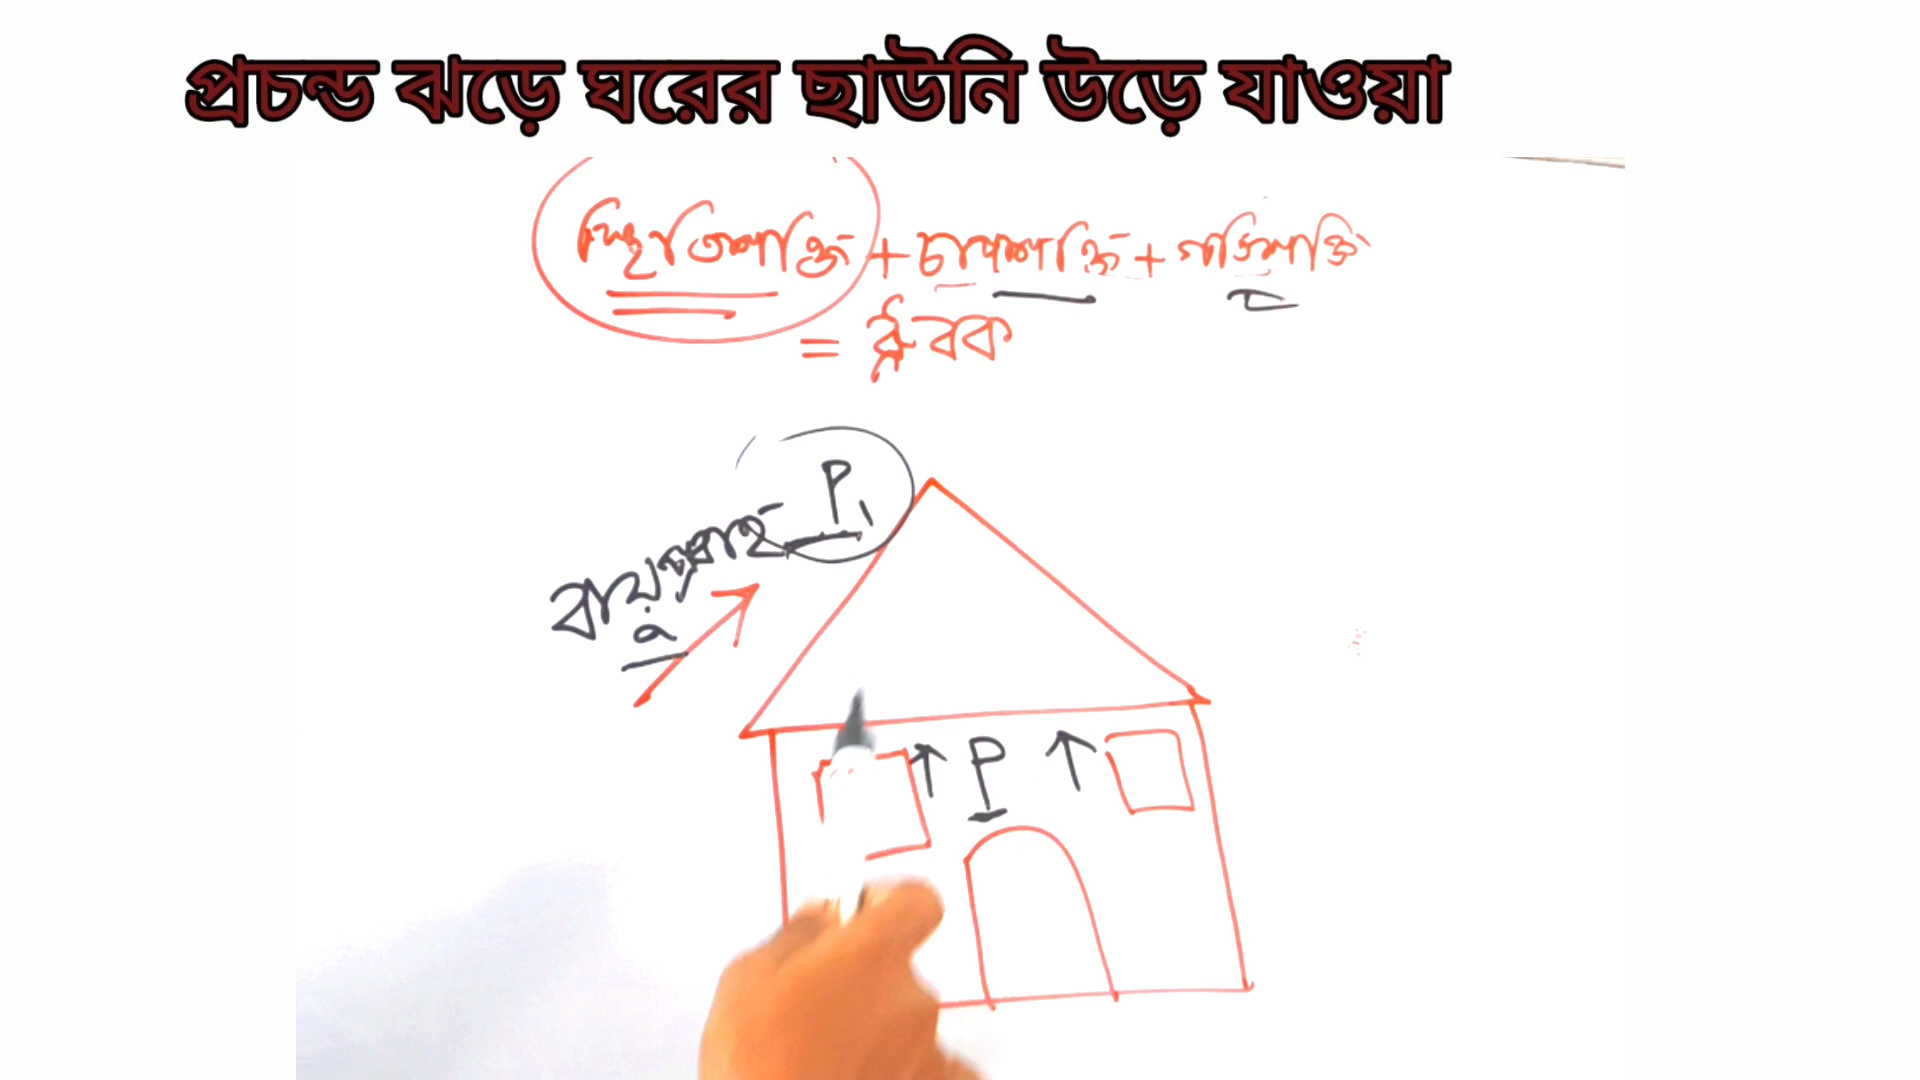 প্রচন্ড ঝড়ে ঘরের ছাউনি উড়ে যাওয়া
স্থিতিশক্তি + চাপশক্তি + গতিশক্তি
= ধ্রুবক
P₁
বায়ুপ্রবাহ
↑ P ↑